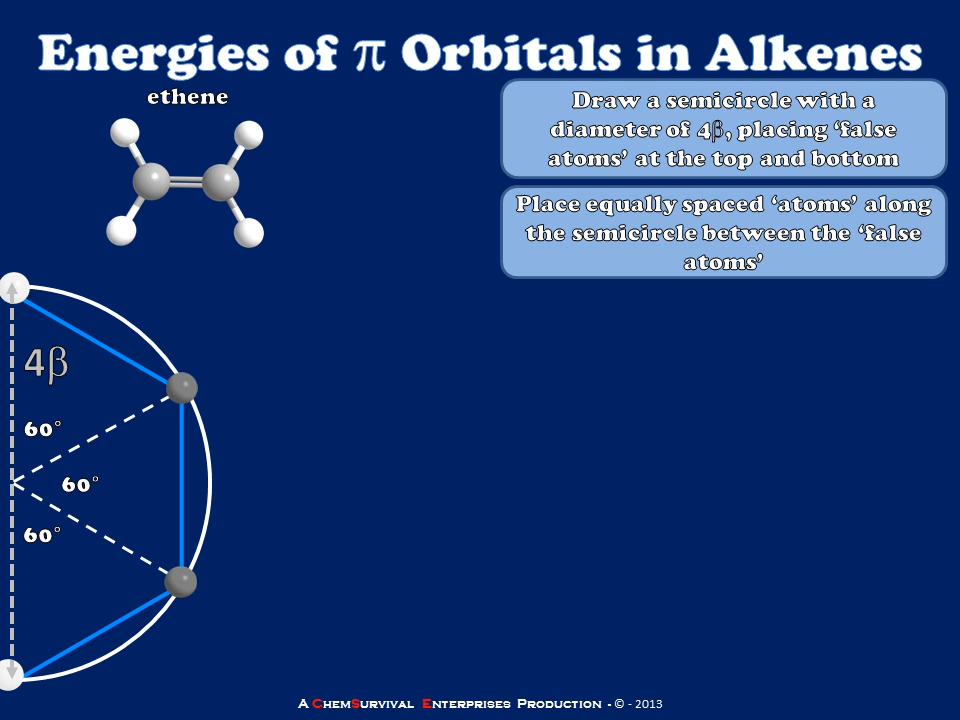 Energies of π Orbitals in Alkenes
ethene
Draw a semicircle with a
diameter of 4β, placing ‘false
atoms’ at the top and bottom
Place equally spaced ‘atoms’ along
the semicircle between the ‘false
atoms’
4β
60°
60°
60°
A ChemSurvival Enterprises Production - © - 2013